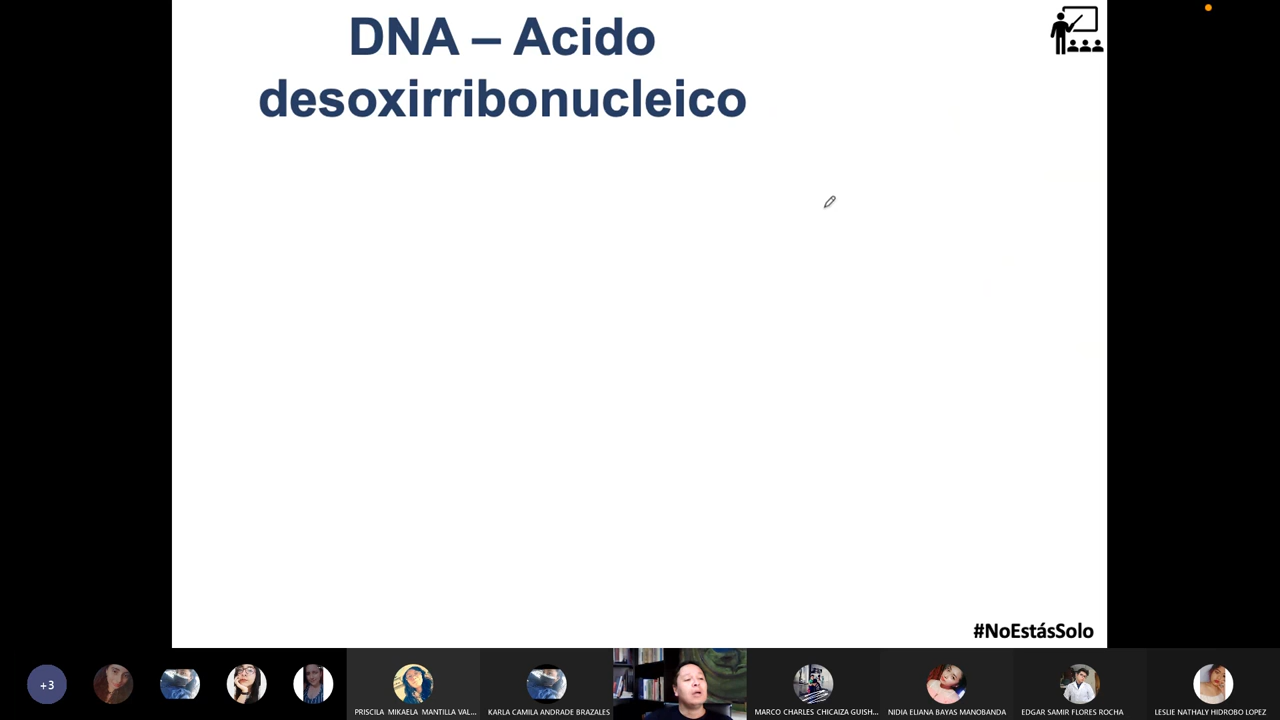 DNA – Acido
desoxirribonucleico
#NoEstásSolo
+3
PRISCILA MIKAELA MANTILLA VAL...
KARLA CAMILA ANDRADE BRAZALES
MARCO CHARLES CHICAIZA GUISH...
NIDIA ELIANA BAYAS MANOBANDA
EDGAR SAMIR FLORES ROCHA
LESLIE NATHALY HIDROBO LOPEZ